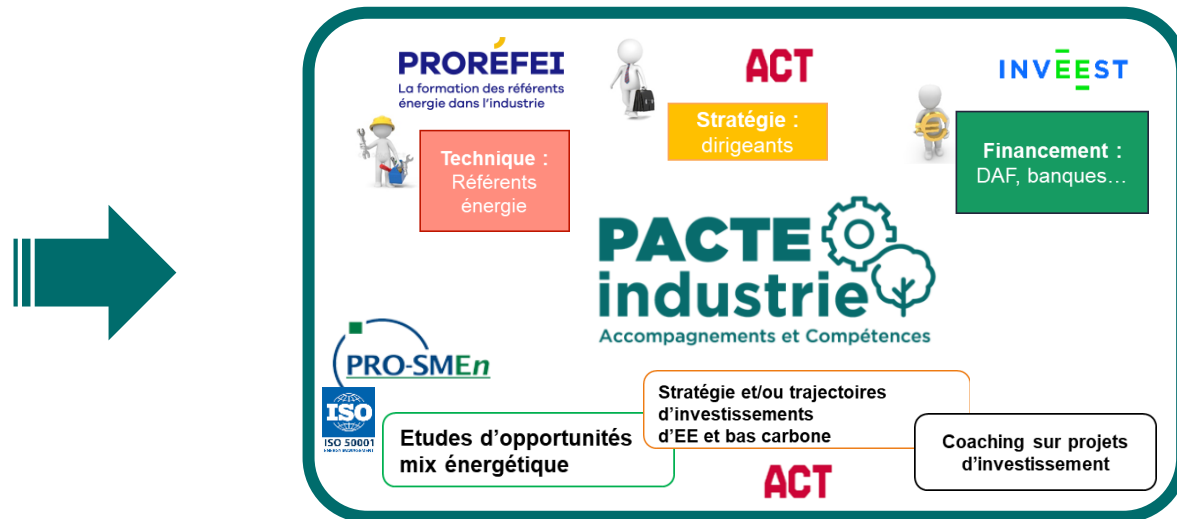 PRORÉFEI
La formation des référents
énergie dans l'industrie
ACT
INVEEST
Technique :
Référents
énergie
Stratégie :
dirigeants
Financement :
DAF, banques…
PACTE
industrie
Accompagnements et Compétences
PRO-SMEn
ISO
ISO 50001
ENERGY MANAGEMENT
Etudes d'opportunités
mix énergétique
Stratégie et/ou trajectoires
d'investissements
d'EE et bas carbone
Coaching sur projets
d'investissement
ACT